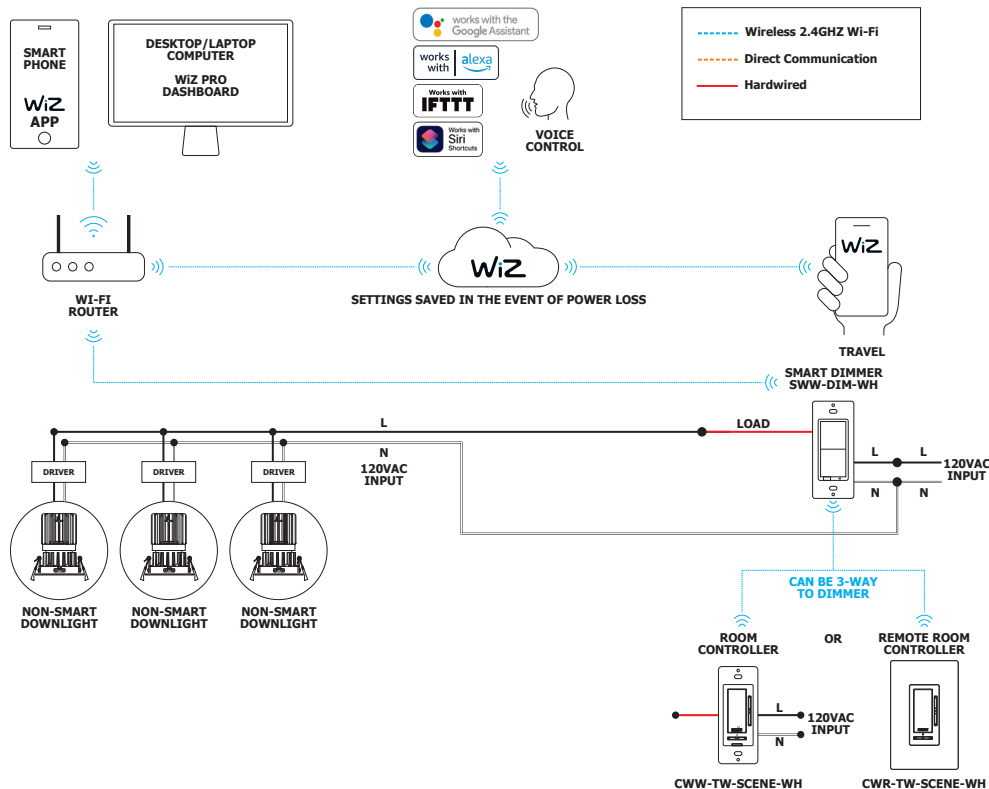 SMART
PHONE
WiZ
APP
DESKTOP/LAPTOP
COMPUTER
WiZ PRO
DASHBOARD
works with the
Google Assistant
works
with
alexa
Works with
IFTTT
Works with
Siri
Shortcuts
VOICE
CONTROL
Wireless 2.4GHZ Wi-Fi
Direct Communication
Hardwired
WI-FI
ROUTER
WiZ
SETTINGS SAVED IN THE EVENT OF POWER LOSS
WiZ
TRAVEL
SMART DIMMER
SWW-DIM-WH
L
N
120VAC
INPUT
LOAD
L
L
N
N
120VAC
INPUT
DRIVER
DRIVER
DRIVER
NON-SMART
DOWNLIGHT
NON-SMART
DOWNLIGHT
NON-SMART
DOWNLIGHT
CAN BE 3-WAY
TO DIMMER
ROOM
CONTROLLER
OR
REMOTE ROOM
CONTROLLER
L
N
120VAC
INPUT
CWW-TW-SCENE-WH
CWR-TW-SCENE-WH